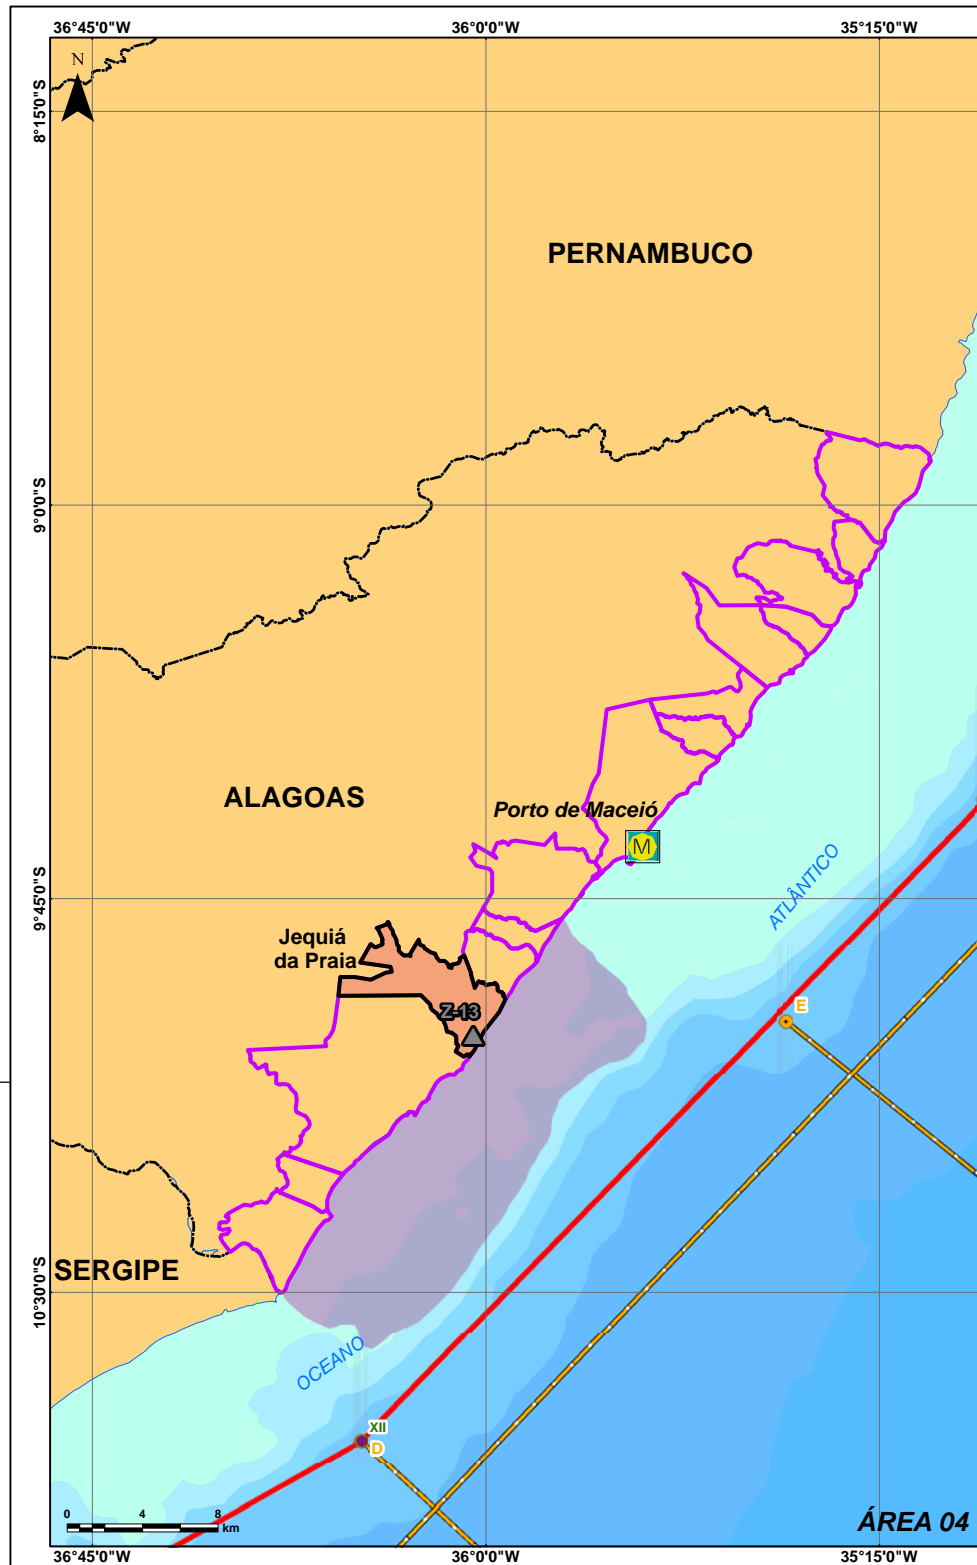 36°45'0"W 36°0'0"W 35°15'0"W
N
8°15'0"S
PERNAMBUCO
9°0'0"S
ALAGOAS
Porto de Maceió
M
ATLÂNTICO
9°45'0"S
Jequiá
da Praia
Z-13
E
SERGIPE
10°30'0"S
OCEANO
XII
D
0 4 8
km
ÁREA 04
36°45'0"W 36°0'0"W 35°15'0"W